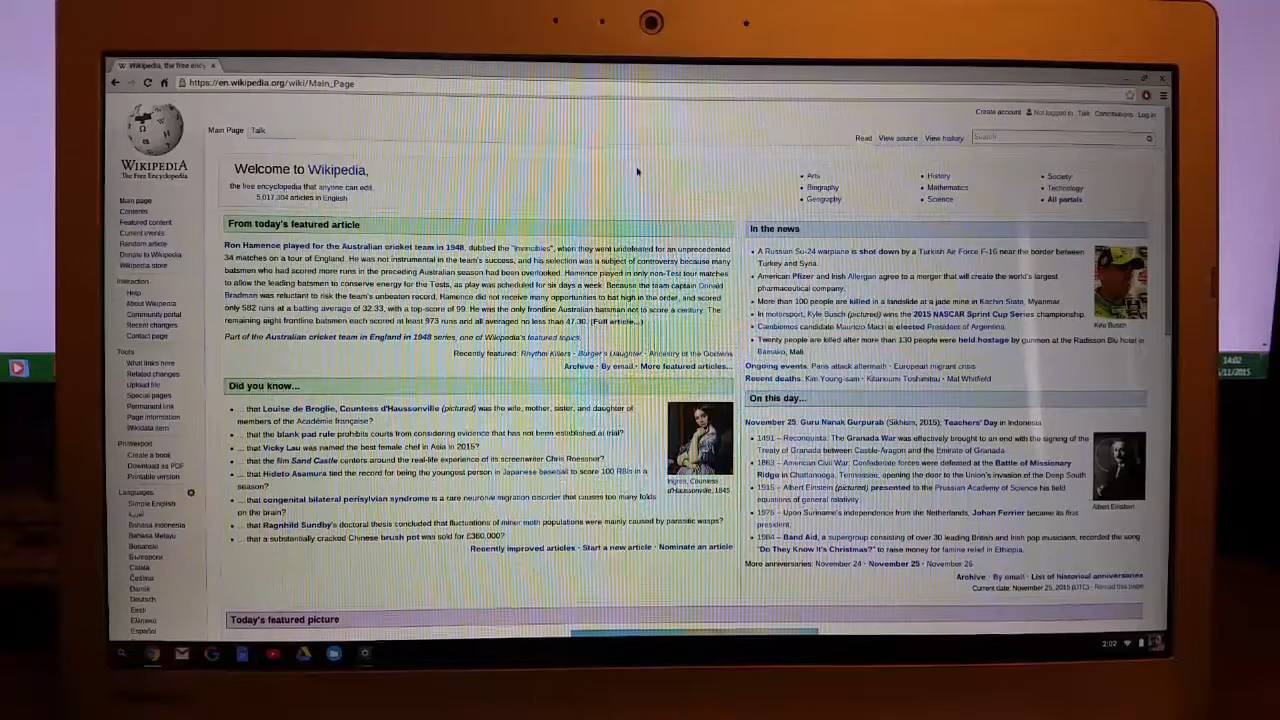 Wikipedia, the free ency
https://en.wikipedia.org/wiki/Main_Page
Create account Not logged in Talk Contributions Log in
Main Page Talk
Read View source View history Search
WIKIPEDIA
The Free Encyclopedia
Main page
Contents
Featured content
Current events
Random article
Donate to Wikipedia
Wikipedia store
Interaction
Help
About Wikipedia
Community portal
Recent changes
Contact page
Tools
What links here
Related changes
Upload file
Special pages
Permanent link
Page information
Wikidata item
Print/export
Create a book
Download as PDF
Printable version
Languages
Simple English
العربية
Bahasa Indonesia
Bahasa Melayu
Bosanski
Български
Català
Čeština
Dansk
Deutsch
Eesti
Ελληνικά
Español
Welcome to Wikipedia,
the free encyclopedia that anyone can edit.
5,017,304 articles in English
Arts
Biography
Geography
History
Mathematics
Science
Society
Technology
All portals
From today's featured article
Ron Hamence played for the Australian cricket team in 1948, dubbed the "Invincibles", when they went undefeated for an unprecedented
34 matches on a tour of England. He was not instrumental in the team's success, and his selection was a subject of controversy because many
batsmen who had scored more runs in the preceding Australian season had been overlooked. Hamence played in only non-Test tour matches
to allow the leading batsmen to conserve energy for the Tests, as play was scheduled for six days a week. Because the team captain Donald
Bradman was reluctant to risk the team's unbeaten record, Hamence did not receive many opportunities to bat high in the order, and scored
only 582 runs at a batting average of 32.33, with a top-score of 99. He was the only frontline Australian batsman not to score a century. The
remaining eight frontline batsmen each scored at least 973 runs and all averaged no less than 47.30. (Full article...)
Part of the Australian cricket team in England in 1948 series, one of Wikipedia's featured topics.
Recently featured: Rhythm Killers · Burger's Daughter · Ancestry of the Godwins
Archive · By email · More featured articles...
Did you know...
... that Louise de Broglie, Countess d'Haussonville (pictured) was the wife, mother, sister, and daughter of
members of the Académie française?
... that the blank pad rule prohibits courts from considering evidence that has not been established at trial?
... that Vicky Lau was named the best female chef in Asia in 2015?
... that the film Sand Castle centers around the real-life experience of its screenwriter Chris Roessner?
... that Hideto Asamura tied the record for being the youngest person in Japanese baseball to score 100 RBIs in a
season?
... that congenital bilateral perisylvian syndrome is a rare neuronal migration disorder that causes too many folds
on the brain?
... that Ragnhild Sundby's doctoral thesis concluded that fluctuations of miner moth populations were mainly caused by parasitic wasps?
... that a substantially cracked Chinese brush pot was sold for £360,000?
Ingres, Countess
d'Haussonville, 1845
Recently improved articles · Start a new article · Nominate an article
In the news
A Russian Su-24 warplane is shot down by a Turkish Air Force F-16 near the border between
Turkey and Syria.
American Pfizer and Irish Allergan agree to a merger that will create the world's largest
pharmaceutical company.
More than 100 people are killed in a landslide at a jade mine in Kachin State, Myanmar.
In motorsport, Kyle Busch (pictured) wins the 2015 NASCAR Sprint Cup Series championship.
Cambiemos candidate Mauricio Macri is elected President of Argentina.
Twenty people are killed after more than 130 people were held hostage by gunmen at the Radisson Blu hotel in
Bamako, Mali.
Kyle Busch
Ongoing events: Paris attack aftermath · European migrant crisis
Recent deaths: Kim Young-sam · Kitanoumi Toshimitsu · Mal Whitfield
On this day...
November 25: Guru Nanak Gurpurab (Sikhism, 2015); Teachers' Day in Indonesia
1491 – Reconquista: The Granada War was effectively brought to an end with the signing of the
Treaty of Granada between Castile-Aragon and the Emirate of Granada.
1863 – American Civil War: Confederate forces were defeated at the Battle of Missionary
Ridge in Chattanooga, Tennessee, opening the door to the Union's invasion of the Deep South
1915 – Albert Einstein (pictured) presented to the Prussian Academy of Science his field
equations of general relativity.
1975 – Upon Suriname's independence from the Netherlands, Johan Ferrier became its first
president.
1984 – Band Aid, a supergroup consisting of over 30 leading British and Irish pop musicians, recorded the song
"Do They Know It's Christmas?" to raise money for famine relief in Ethiopia.
Albert Einstein
More anniversaries: November 24 · November 25 · November 26
Archive · By email · List of historical anniversaries
Current date: November 25, 2015 (UTC) · Reload this page
Today's featured picture
2:02
14:02
/11/2015